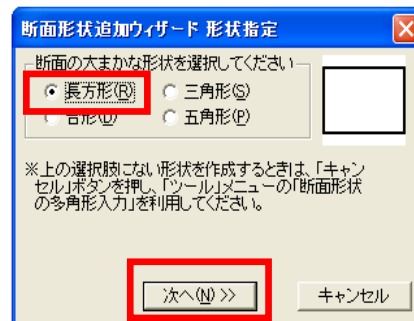 断面形状追加ウィザード 形状指定
断面の大まかな形状を選択してください
長方形(R) 三角形(S)
台形(D) 五角形(P)
※上の選択肢にない形状を作成するときは、「キャン
セル」ボタンを押し、「ツール」メニューの「断面形状
の多角形入力」を利用してください。
次へ(N) >> キャンセル